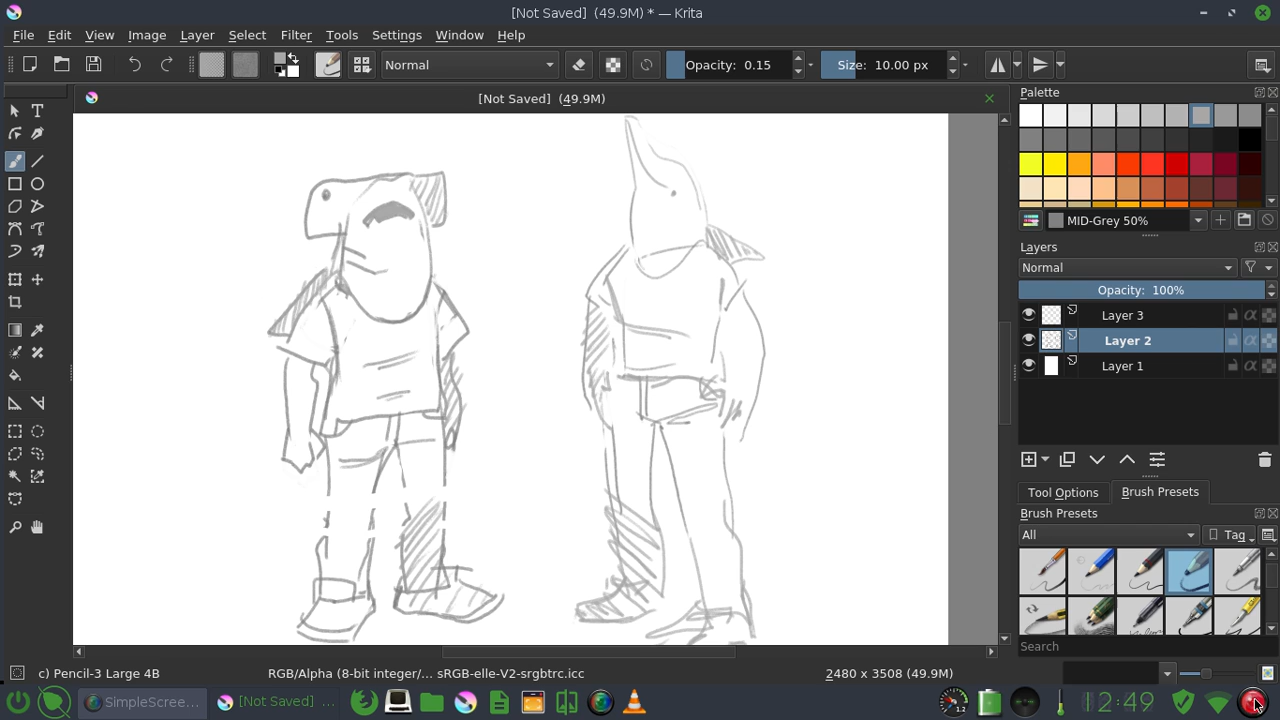 [Not Saved]  (49.9M) * — Krita
File Edit View Image Layer Select Filter Tools Settings Window Help
Normal Opacity: 0.15 Size: 10.00 px
[Not Saved]  (49.9M)
Palette
MID-Grey 50%
Layers
Normal
Opacity: 100%
Layer 3
Layer 2
Layer 1
Tool Options Brush Presets
Brush Presets
All Tag
Search
c) Pencil-3 Large 4B RGB/Alpha (8-bit integer/... sRGB-elle-V2-srgbtrc.icc 2480 x 3508 (49.9M)
SimpleScree... [Not Saved] ... 1.2 12:49